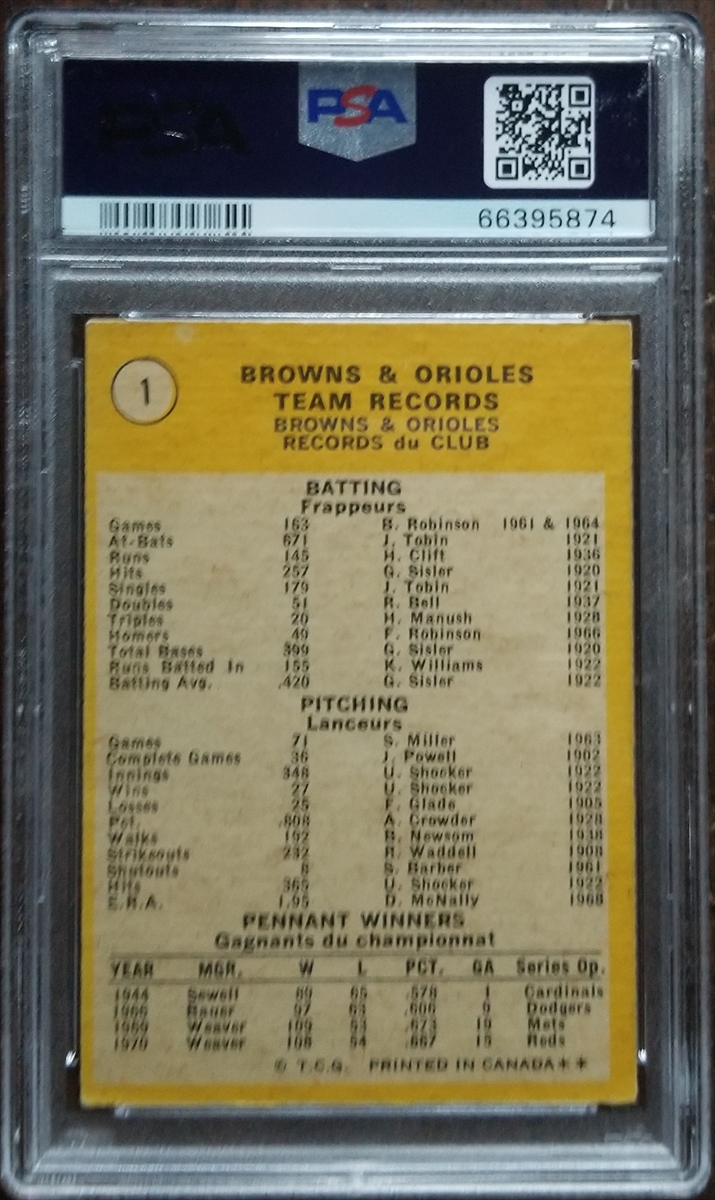 PSA
PSA
66395874
1
BROWNS & ORIOLES
TEAM RECORDS
BROWNS & ORIOLES
RECORDS du CLUB
BATTING
Frappeurs
Games 163 B. Robinson 1961 & 1964
At-Bats 671 J. Tobin 1921
Runs 145 H. Clift 1936
Hits 257 G. Sisler 1920
Singles 179 J. Tobin 1921
Doubles 51 R. Bell 1937
Triples 20 H. Manush 1928
Homers 49 F. Robinson 1966
Total Bases 399 G. Sisler 1920
Runs Batted In 155 K. Williams 1922
Batting Avg. .420 G. Sisler 1922
PITCHING
Lanceurs
Games 71 S. Miller 1963
Complete Games 36 J. Powell 1902
Innings 348 U. Shocker 1922
Wins 27 U. Shocker 1922
Losses 25 F. Glade 1905
Pct. .808 A. Crowder 1928
Walks 192 B. Newsom 1938
Strikeouts 232 R. Waddell 1908
Shutouts 8 S. Barber 1961
Hits 365 U. Shocker 1922
E.R.A. 1.95 D. McNally 1968
PENNANT WINNERS
Gagnants du championnat
YEAR MGR. W L PCT. GA Series Op.
1944 Sewell 89 65 .578 1 Cardinals
1966 Bauer 97 63 .606 9 Dodgers
1969 Weaver 109 53 .673 19 Mets
1970 Weaver 108 54 .667 15 Reds
© T.C.G. PRINTED IN CANADA * *